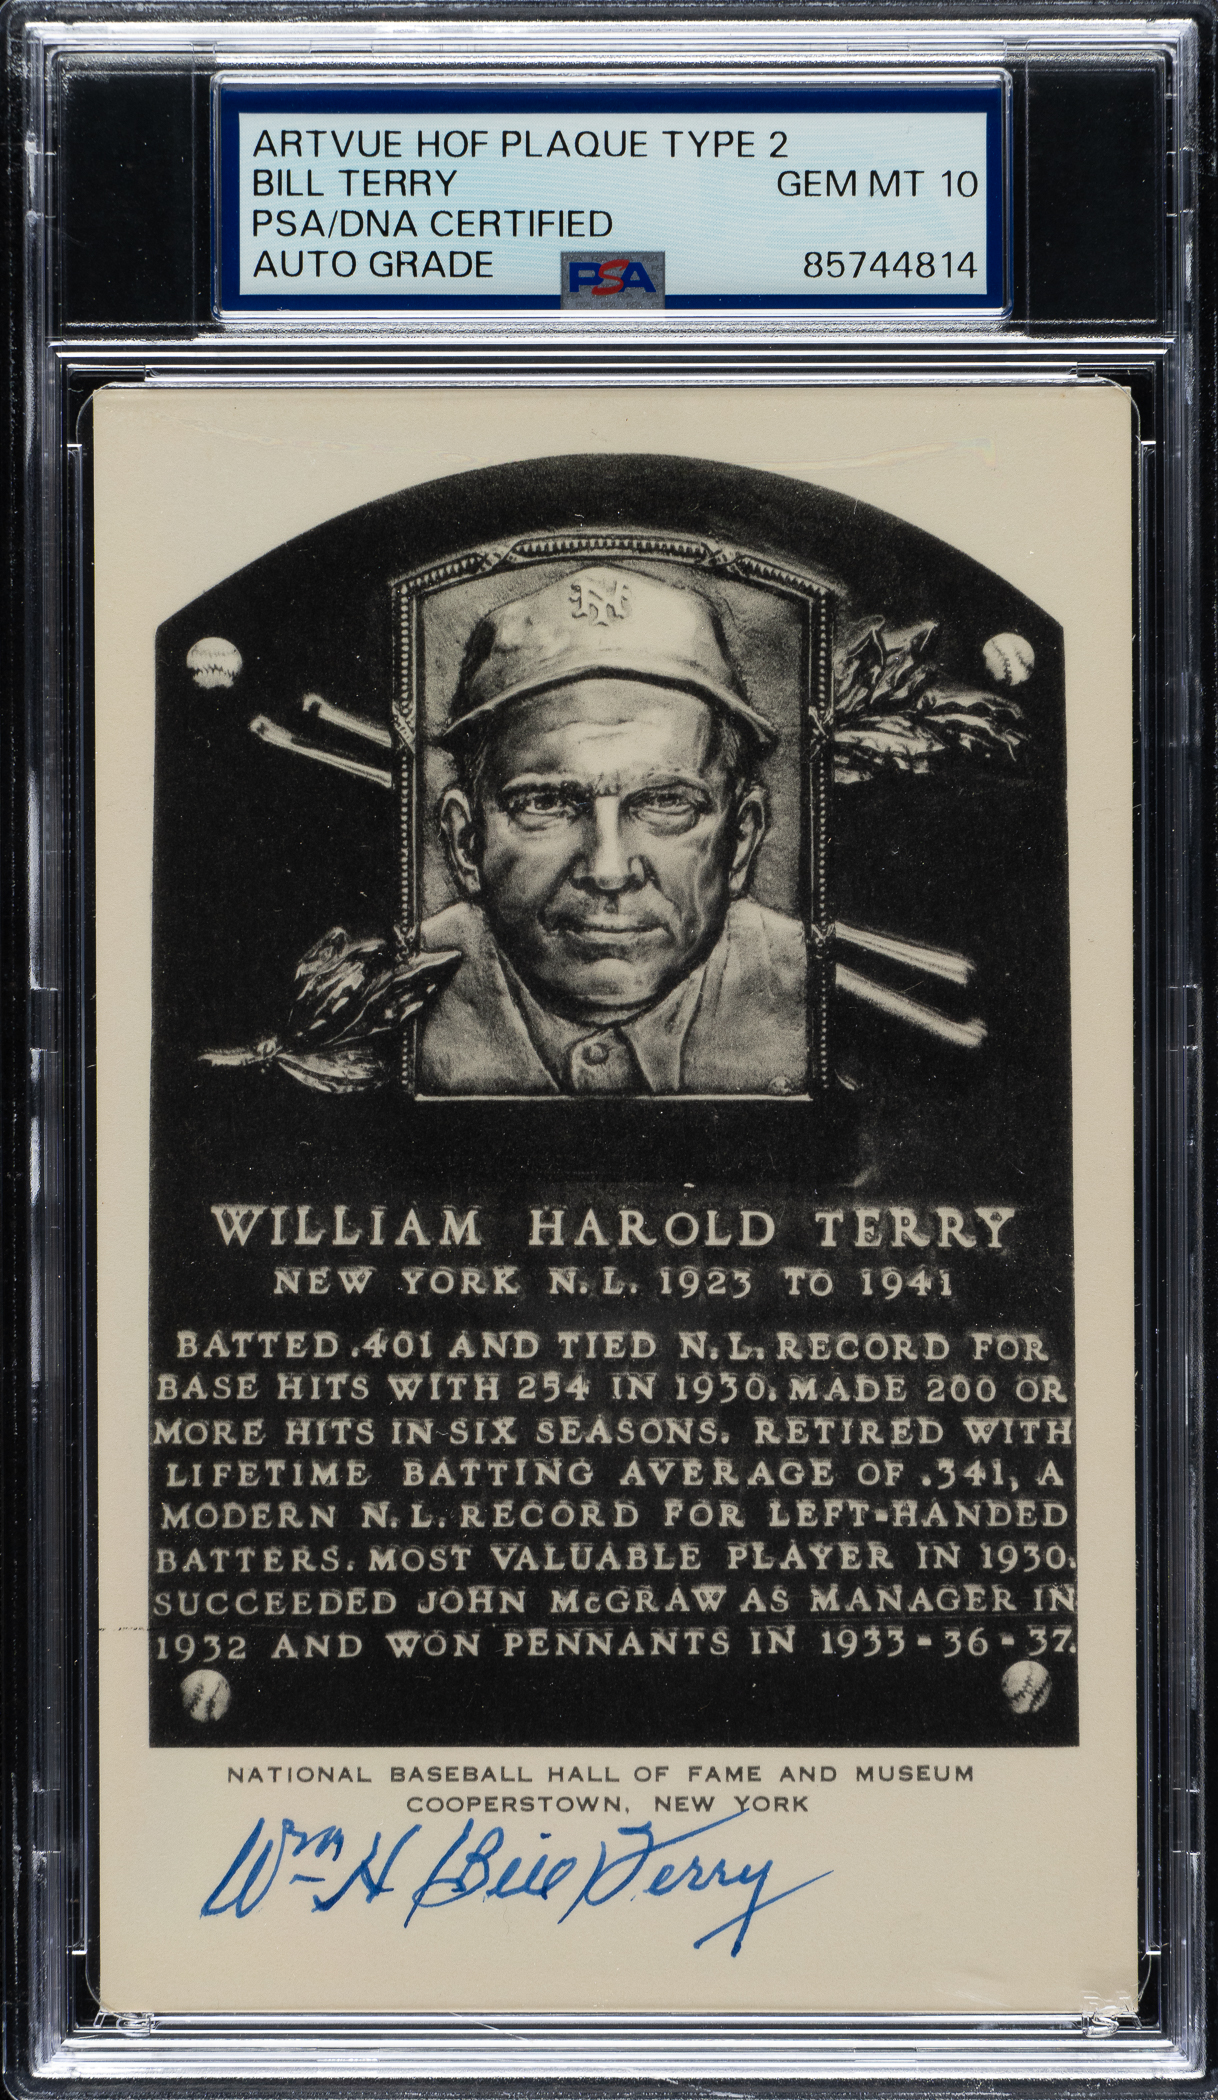 ARTVUE HOF PLAQUE TYPE 2
BILL TERRY GEM MT 10
PSA/DNA CERTIFIED
AUTO GRADE PSA 85744814
NY
WILLIAM HAROLD TERRY
NEW YORK N.L. 1923 TO 1941
BATTED .401 AND TIED N.L. RECORD FOR
BASE HITS WITH 254 IN 1930. MADE 200 OR
MORE HITS IN SIX SEASONS. RETIRED WITH
LIFETIME BATTING AVERAGE OF .341, A
MODERN N.L. RECORD FOR LEFT-HANDED
BATTERS. MOST VALUABLE PLAYER IN 1930.
SUCCEEDED JOHN McGRAW AS MANAGER IN
1932 AND WON PENNANTS IN 1933-36-37.
NATIONAL BASEBALL HALL OF FAME AND MUSEUM
COOPERSTOWN, NEW YORK
Wm H (Bill) Terry
PSA